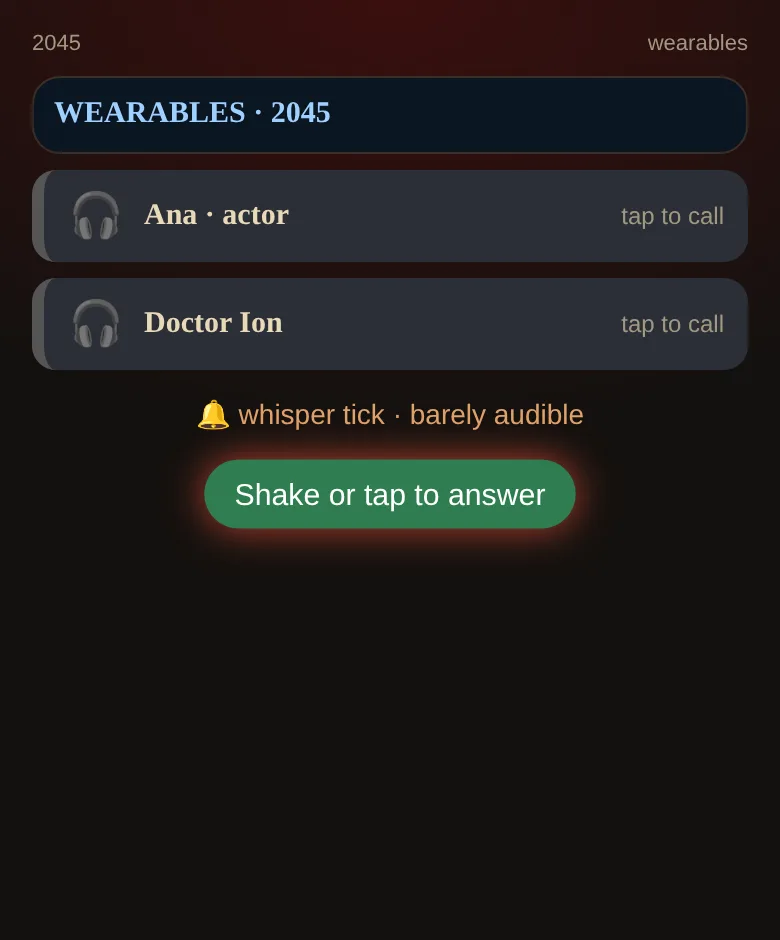 2045 wearables
WEARABLES · 2045
Ana · actor tap to call
Doctor Ion tap to call
🔔 whisper tick · barely audible
Shake or tap to answer